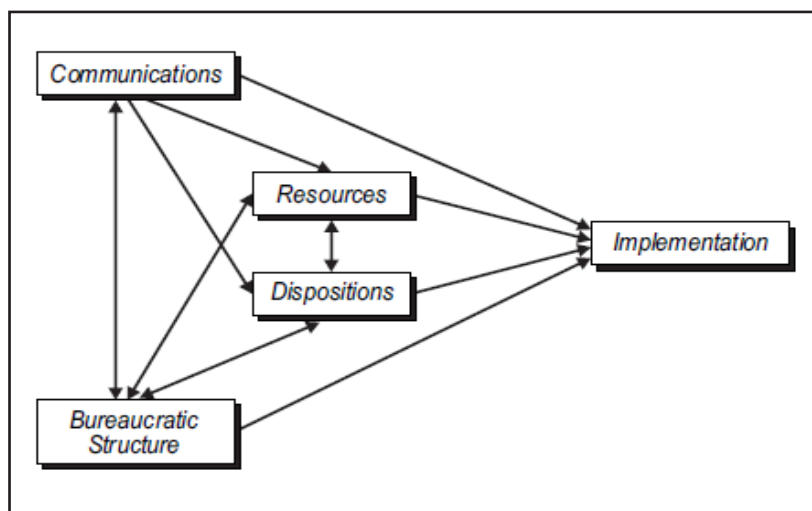 Communications
Resources
Implementation
Dispositions
Bureaucratic
Structure